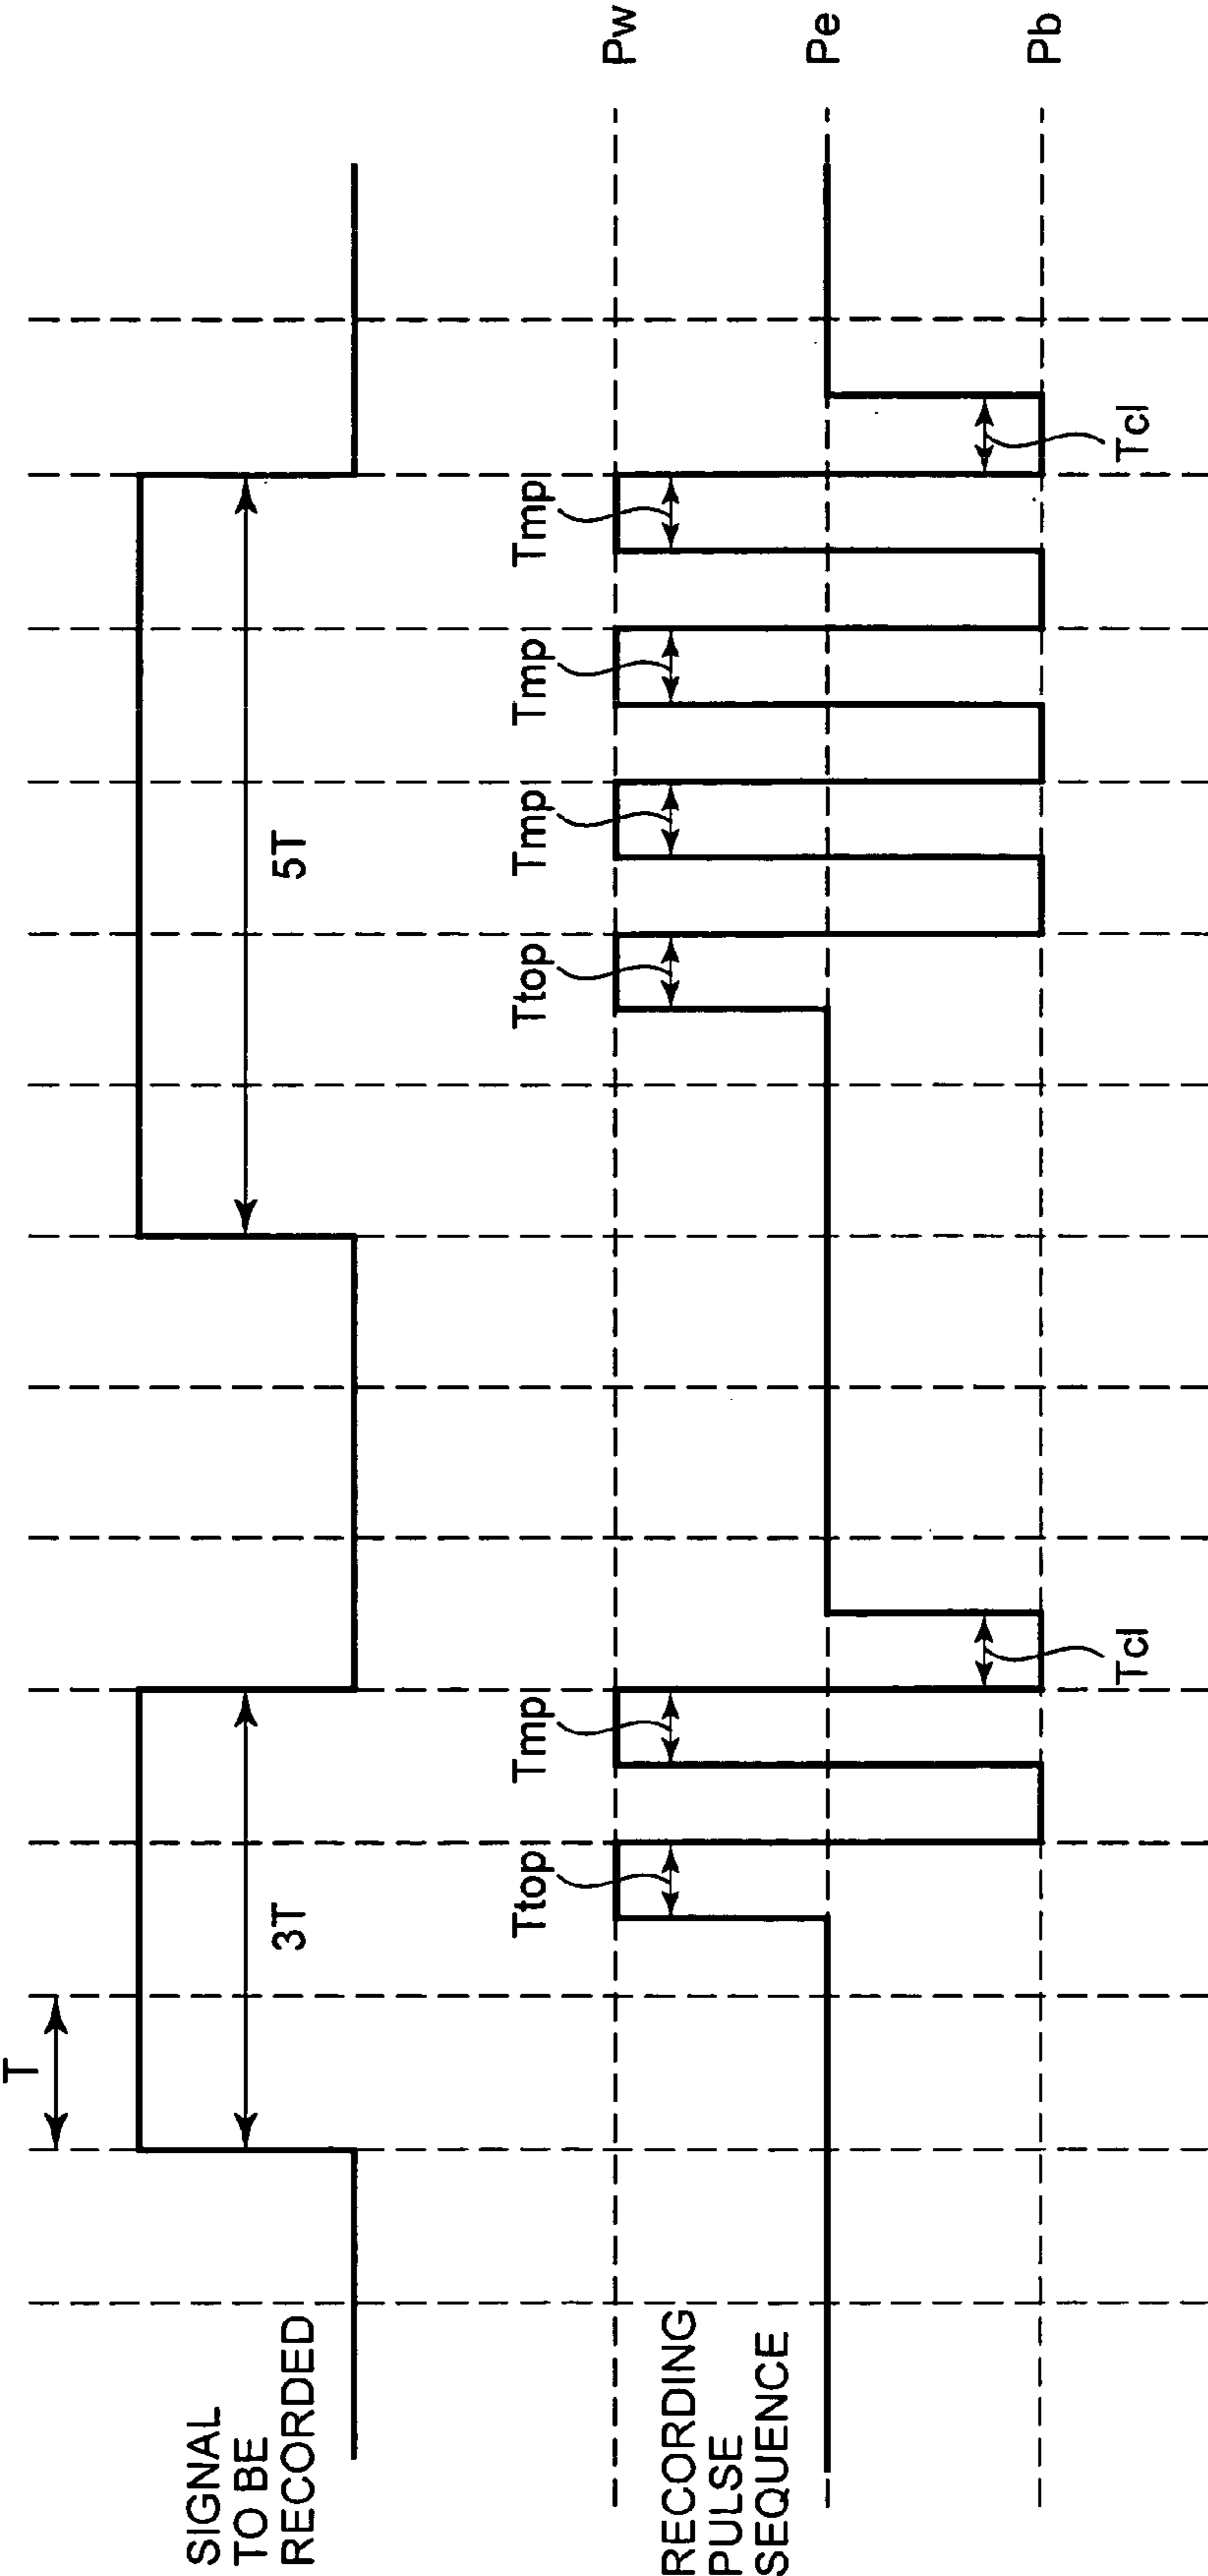 T
SIGNAL
TO BE
RECORDED
3T
5T
RECORDING
PULSE
SEQUENCE
Ttop
Tmp
Ttop
Tmp
Tmp
Tmp
Tcl
Tcl
Pw
Pe
Pb